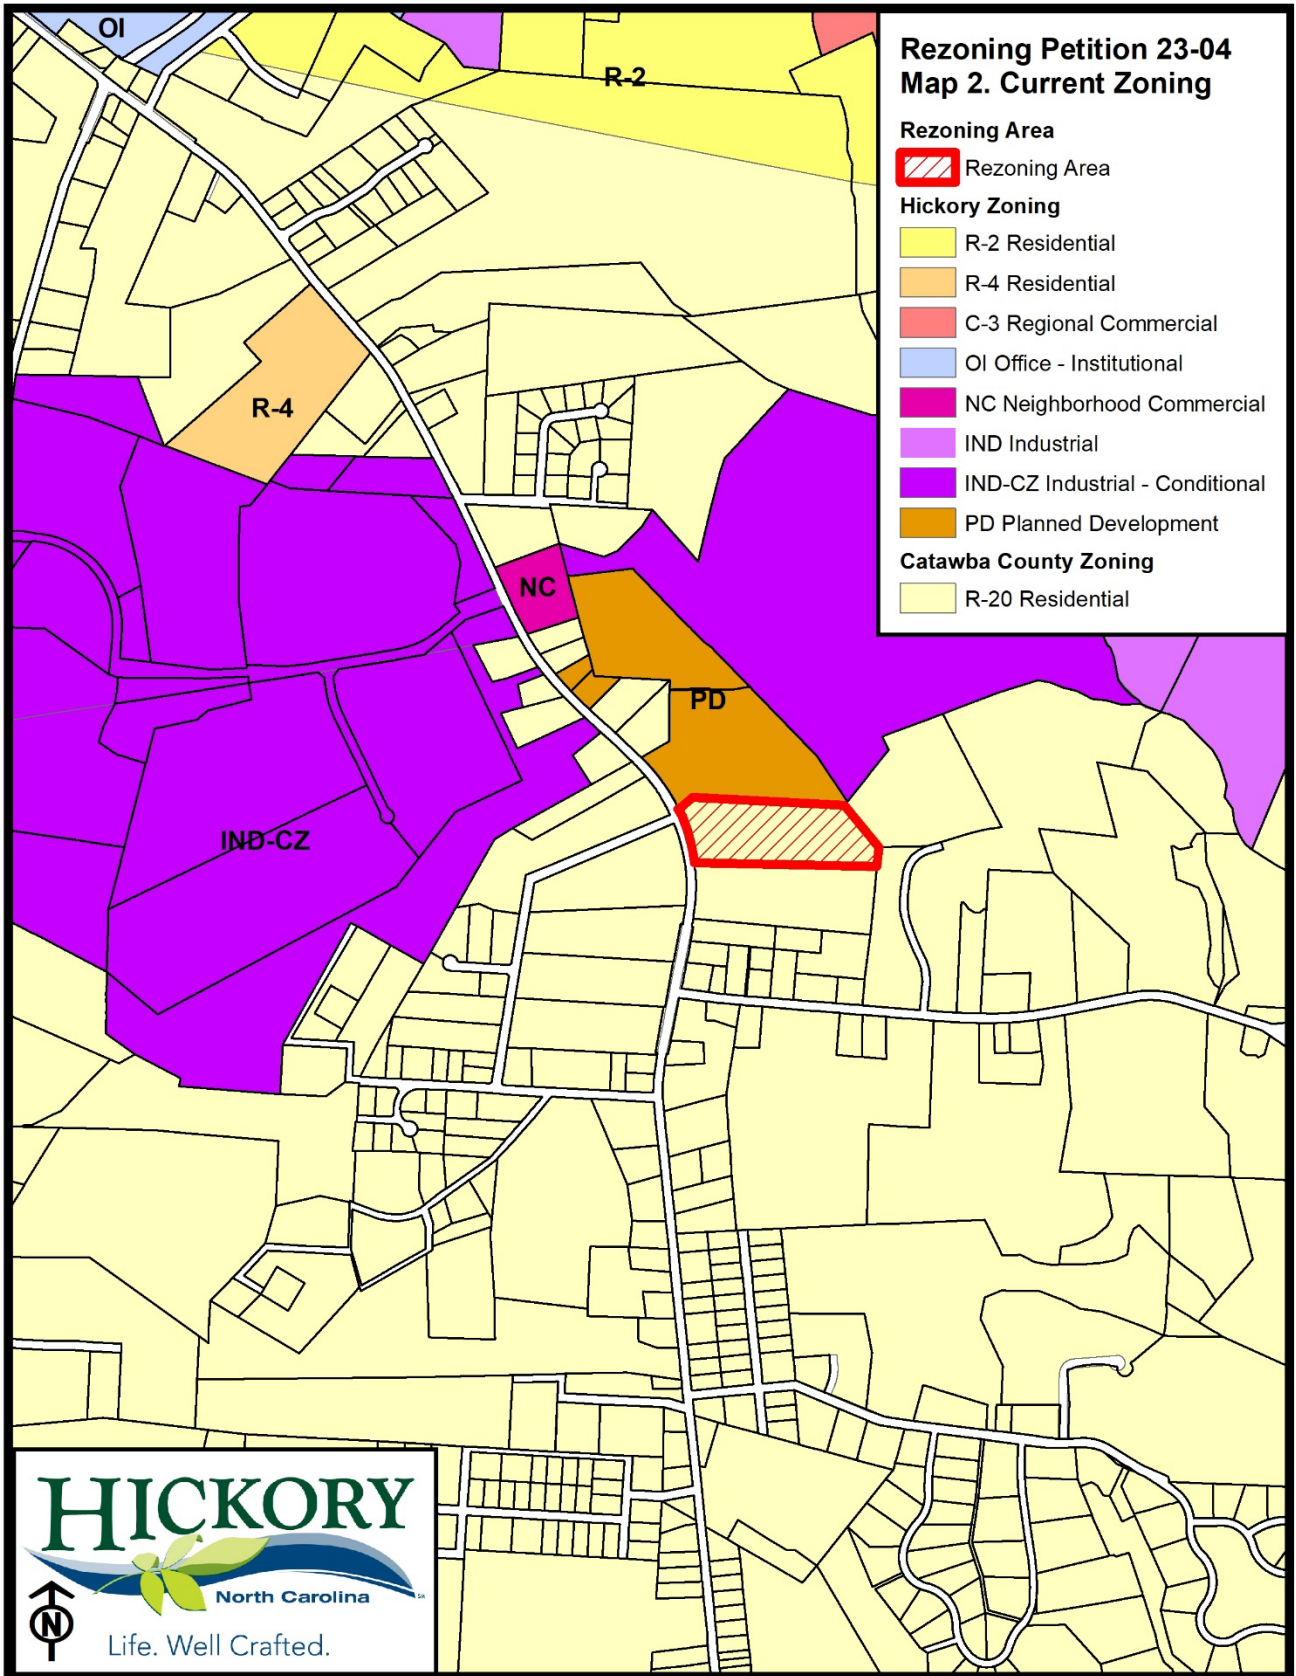 OI
R-2
Rezoning Petition 23-04
Map 2. Current Zoning
Rezoning Area
Rezoning Area
Hickory Zoning
R-2 Residential
R-4 Residential
C-3 Regional Commercial
OI Office - Institutional
NC Neighborhood Commercial
IND Industrial
IND-CZ Industrial - Conditional
PD Planned Development
Catawba County Zoning
R-20 Residential
R-4
NC
PD
IND-CZ
HICKORY
North Carolina
SM
Life. Well Crafted.
N